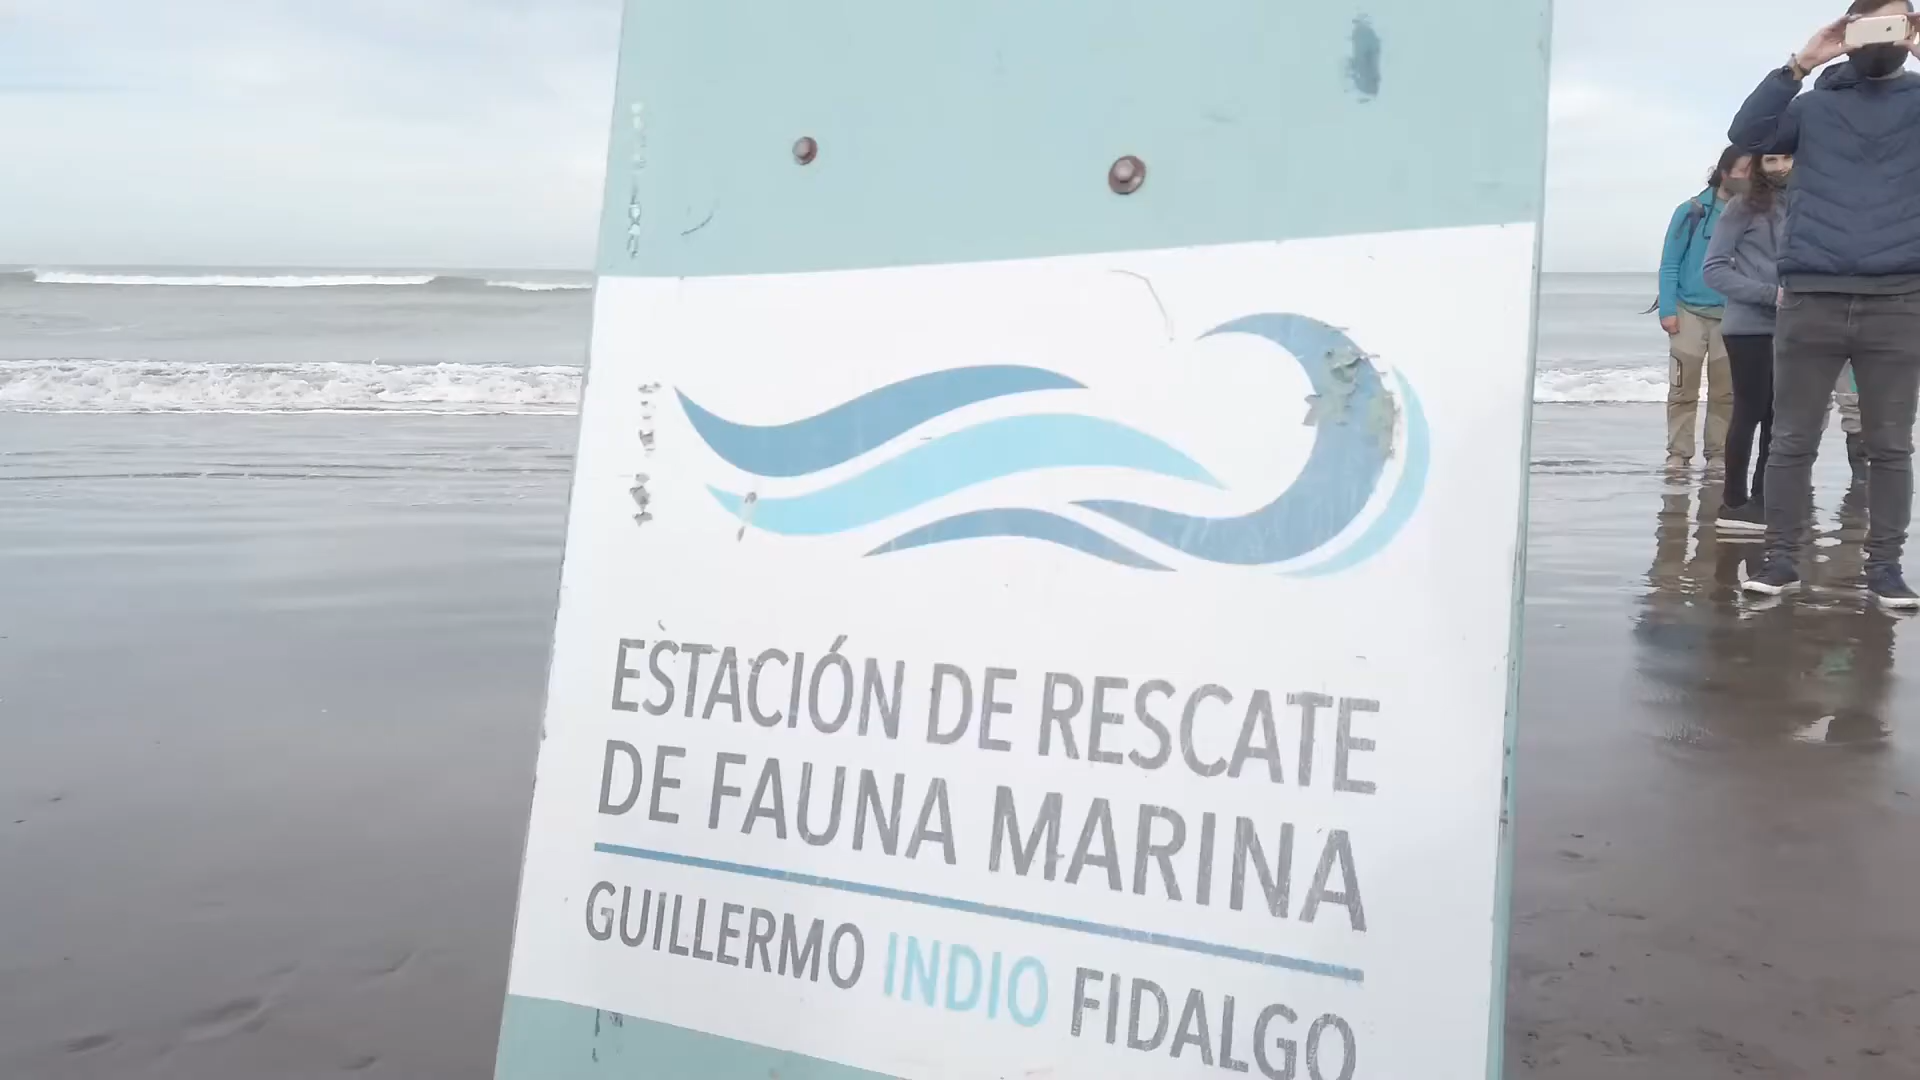 ESTACIÓN DE RESCATE
DE FAUNA MARINA
GUILLERMO INDIO FIDALGO